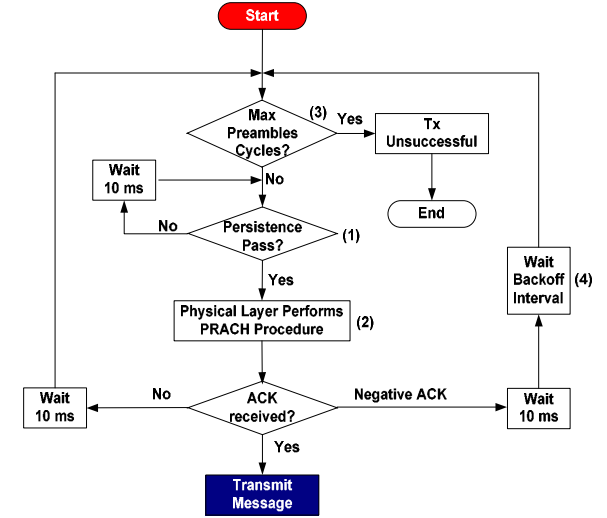 Start
Max
Preambles
Cycles?
(3)
Yes
Tx
Unsuccessful
No
Wait
10 ms
End
No
Persistence
Pass?
(1)
Yes
Wait
Backoff
Interval
(4)
Physical Layer Performs
PRACH Procedure
(2)
Wait
10 ms
No
ACK
received?
Negative ACK
Wait
10 ms
Yes
Transmit
Message